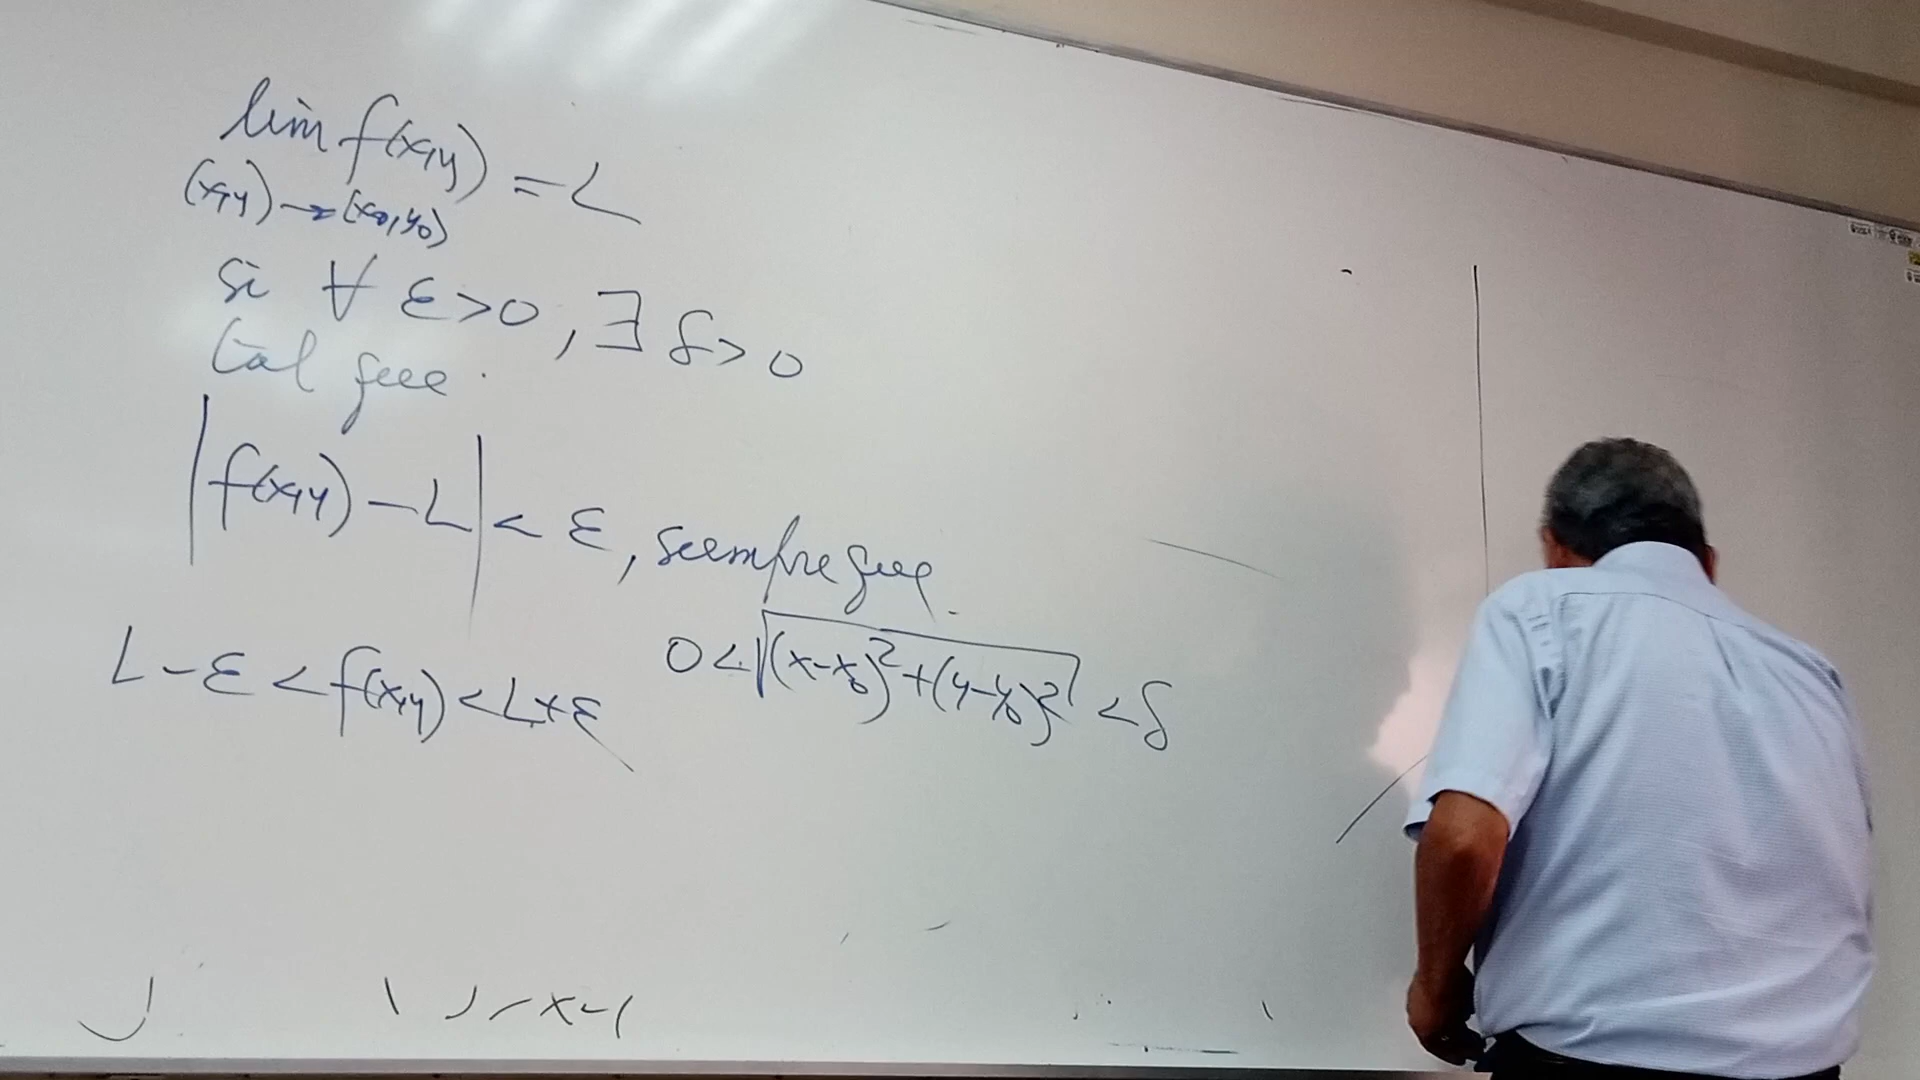 lim f(x,y) = L
(x,y)→(x₀,y₀)
si ∀ ε>0, ∃ δ>0
tal que
|f(x,y) - L| < ε, siempre que
L-ε < f(x,y) < L+ε
0 < √((x-x₀)²+(y-y₀)²) < δ